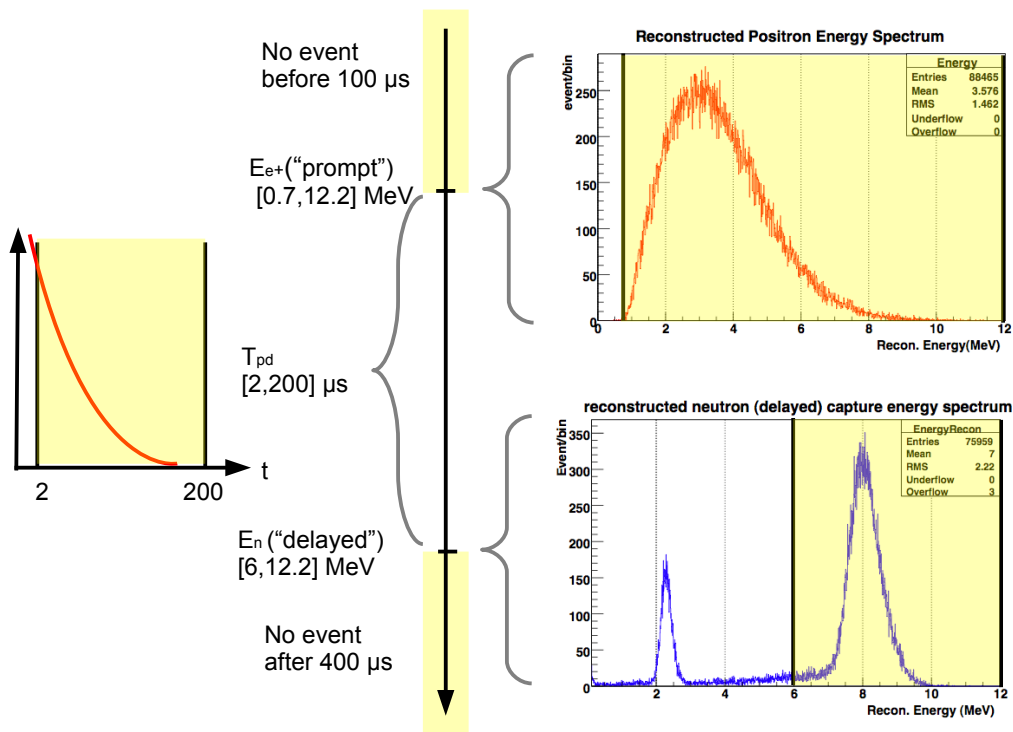 No event
before 100 μs
Ee+(“prompt”)
[0.7,12.2] MeV
Tpd
[2,200] μs
t
2
200
En (“delayed”)
[6,12.2] MeV
No event
after 400 μs
Reconstructed Positron Energy Spectrum
event/bin
Energy
Entries 88465
Mean 3.576
RMS 1.462
Underflow 0
Overflow 0
250
200
150
100
50
0
0 2 4 6 8 10 12
Recon. Energy(MeV)
reconstructed neutron (delayed) capture energy spectrum
Event/bin
EnergyRecon
Entries 75959
Mean 7
RMS 2.22
Underflow 0
Overflow 3
350
300
250
200
150
100
50
0
2 4 6 8 10 12
Recon. Energy (MeV)